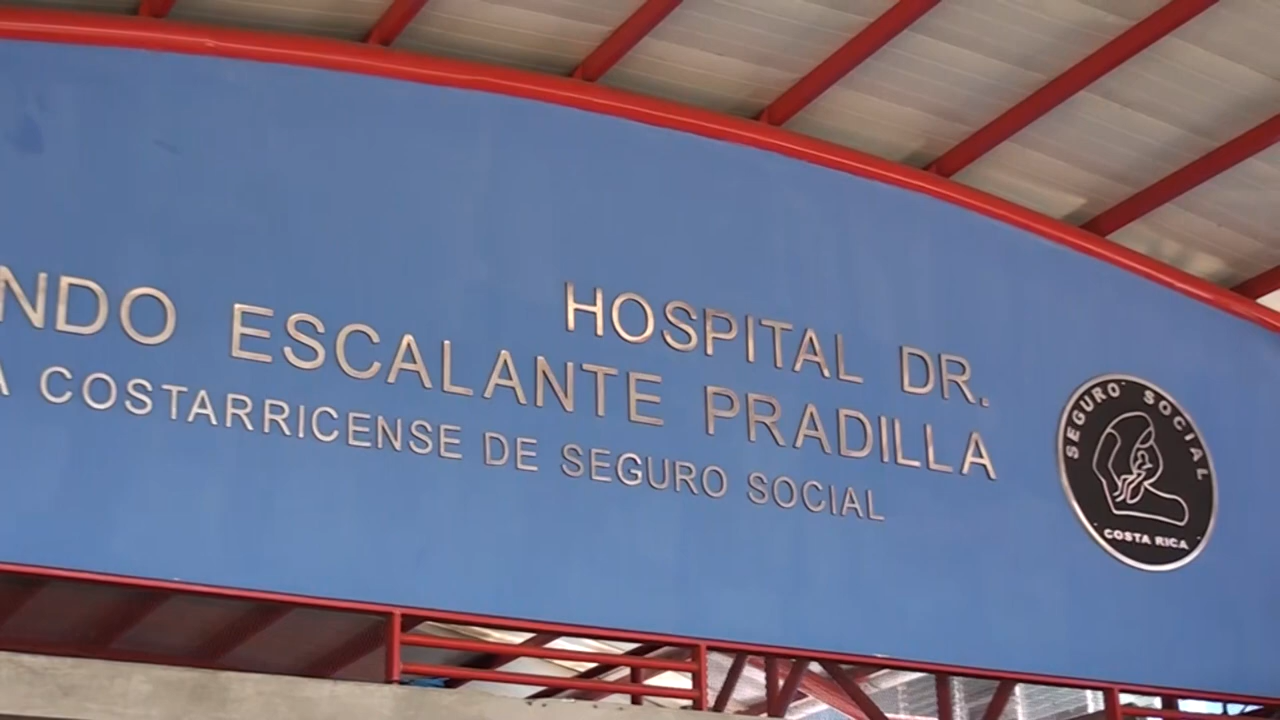 HOSPITAL DR.
NDO ESCALANTE PRADILLA
A COSTARRICENSE DE SEGURO SOCIAL
SEGURO SOCIAL
COSTA RICA